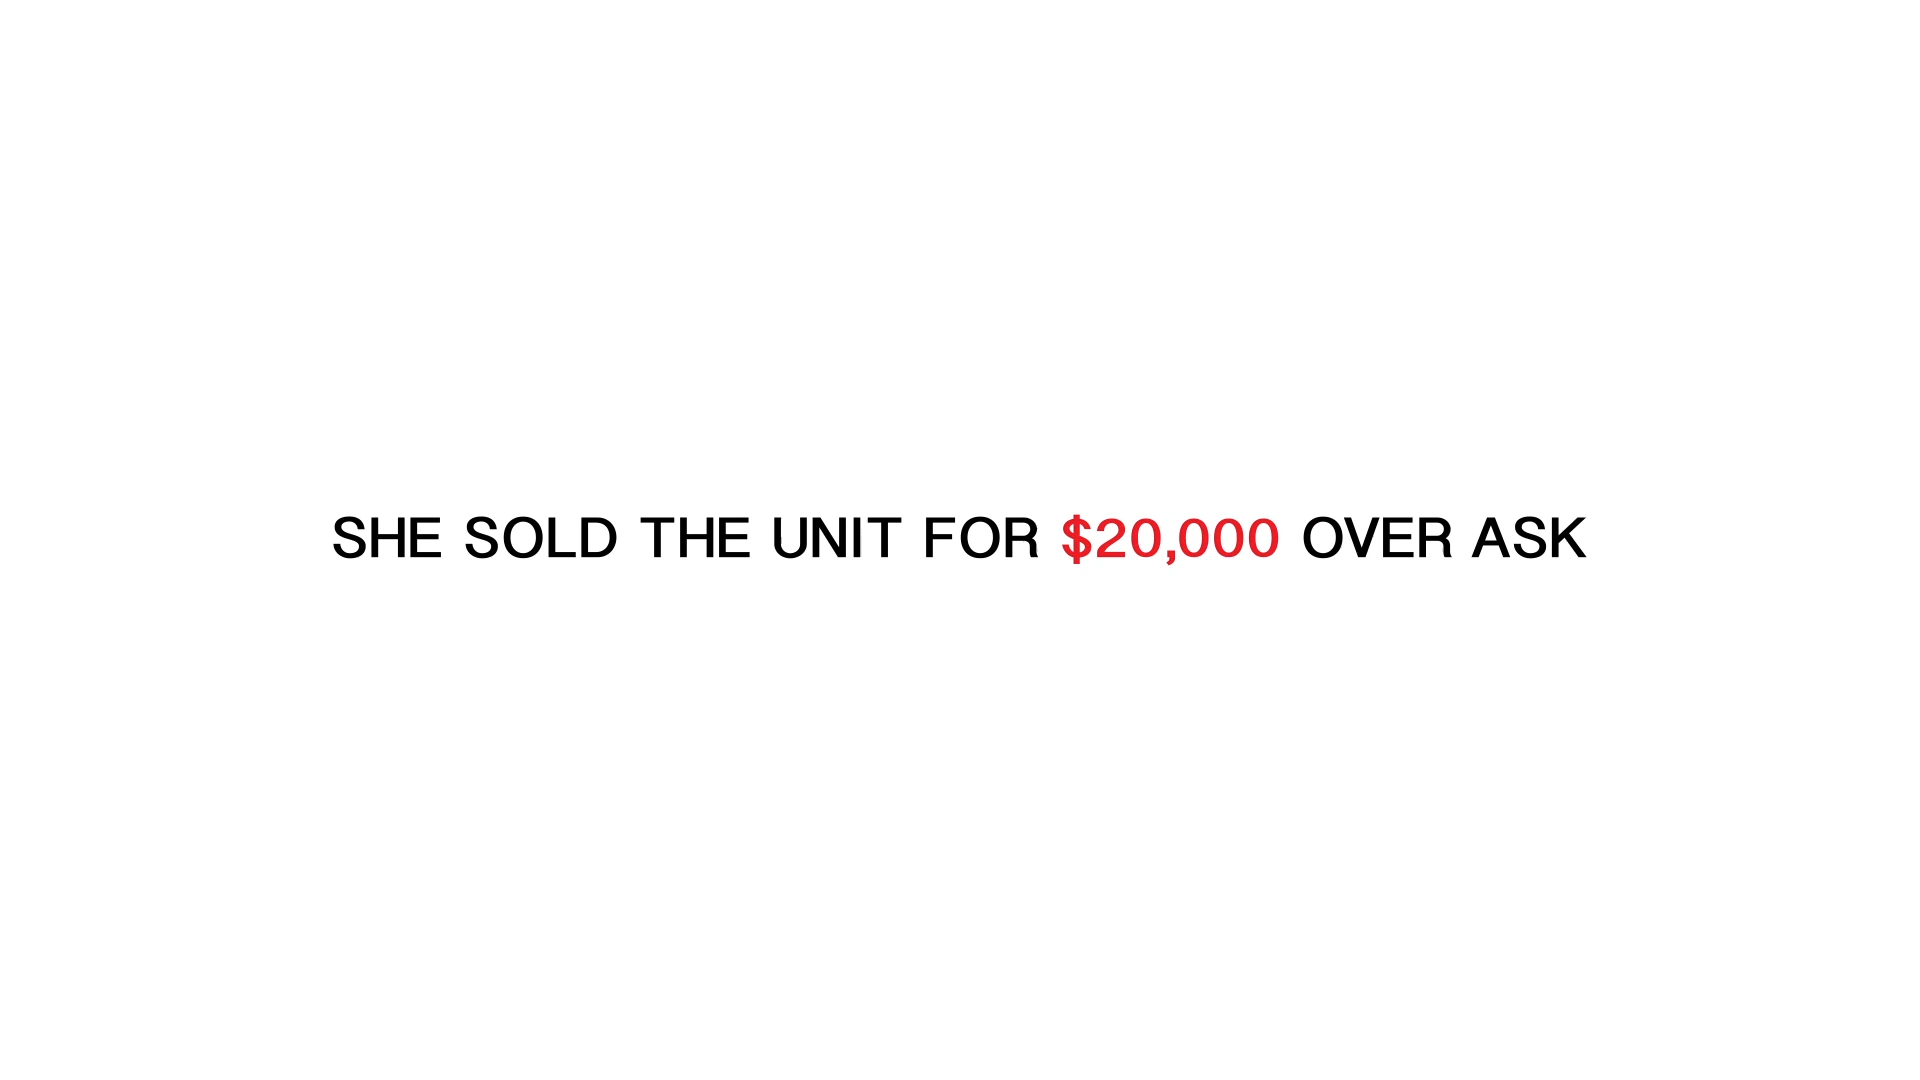 SHE SOLD THE UNIT FOR $20,000 OVER ASK